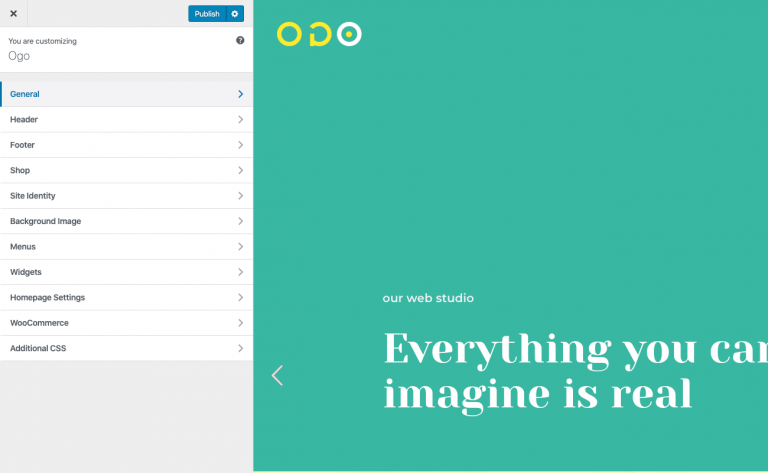 Publish
You are customizing
?
Ogo
General
Header
Footer
Shop
Site Identity
Background Image
Menus
Widgets
Homepage Settings
WooCommerce
Additional CSS
OGO
our web studio
Everything you can
imagine is real